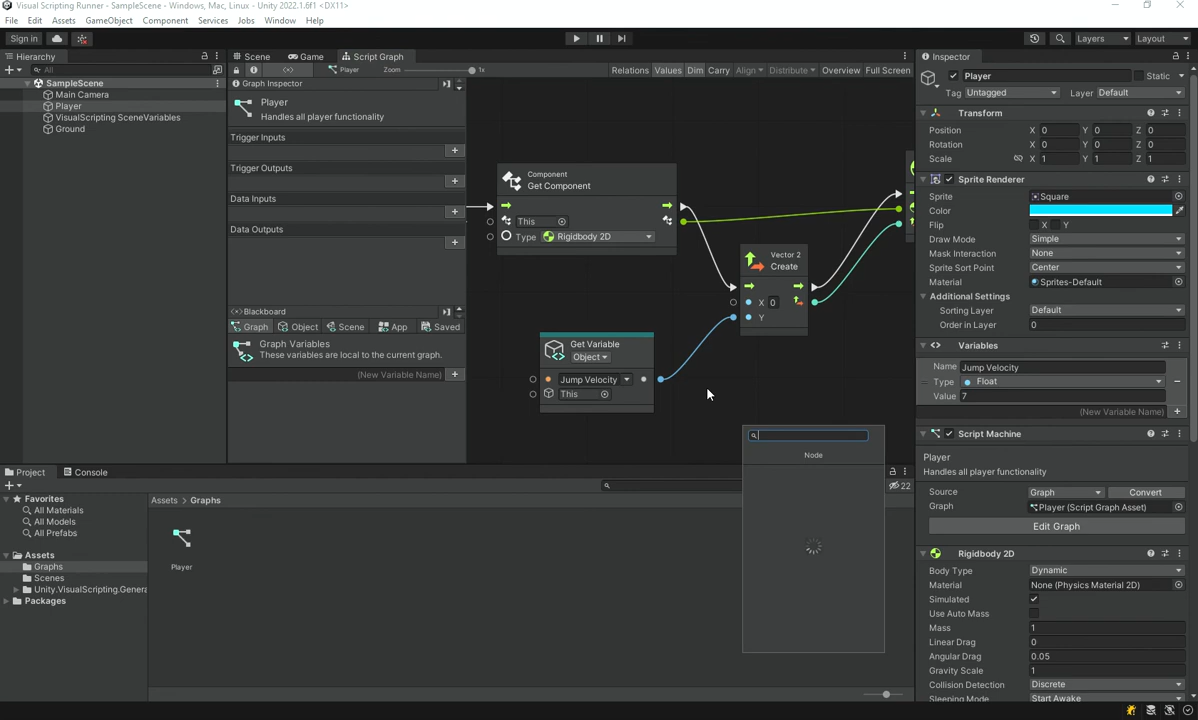 Visual Scripting Runner - SampleScene - Windows, Mac, Linux - Unity 2022.1.6f1 <DX11>
File Edit Assets GameObject Component Services Jobs Window Help
Sign in
Layers Layout
Hierarchy
All
SampleScene
Main Camera
Player
VisualScripting SceneVariables
Ground
Scene Game Script Graph
Player Zoom 1x Relations Values Dim Carry Align Distribute Overview Full Screen
Graph Inspector
Player
Handles all player functionality
Trigger Inputs
Trigger Outputs
Data Inputs
Data Outputs
Blackboard
Graph Object Scene App Saved
Graph Variables
These variables are local to the current graph.
(New Variable Name)
Component
Get Component
This
Type Rigidbody 2D
Vector 2
Create
X 0
Y
Get Variable
Object
Jump Velocity
This
Node
Project Console
22
Favorites
All Materials
All Models
All Prefabs
Assets
Graphs
Scenes
Unity.VisualScripting.Genera
Packages
Assets > Graphs
Player
Inspector
Player Static
Tag Untagged Layer Default
Transform
Position X 0 Y 0 Z 0
Rotation X 0 Y 0 Z 0
Scale X 1 Y 1 Z 1
Sprite Renderer
Sprite Square
Color
Flip X Y
Draw Mode Simple
Mask Interaction None
Sprite Sort Point Center
Material Sprites-Default
Additional Settings
Sorting Layer Default
Order in Layer 0
Variables
Name Jump Velocity
Type Float
Value 7
(New Variable Name)
Script Machine
Player
Handles all player functionality
Source Graph Convert
Graph Player (Script Graph Asset)
Edit Graph
Rigidbody 2D
Body Type Dynamic
Material None (Physics Material 2D)
Simulated
Use Auto Mass
Mass 1
Linear Drag 0
Angular Drag 0.05
Gravity Scale 1
Collision Detection Discrete
Sleeping Mode Start Awake